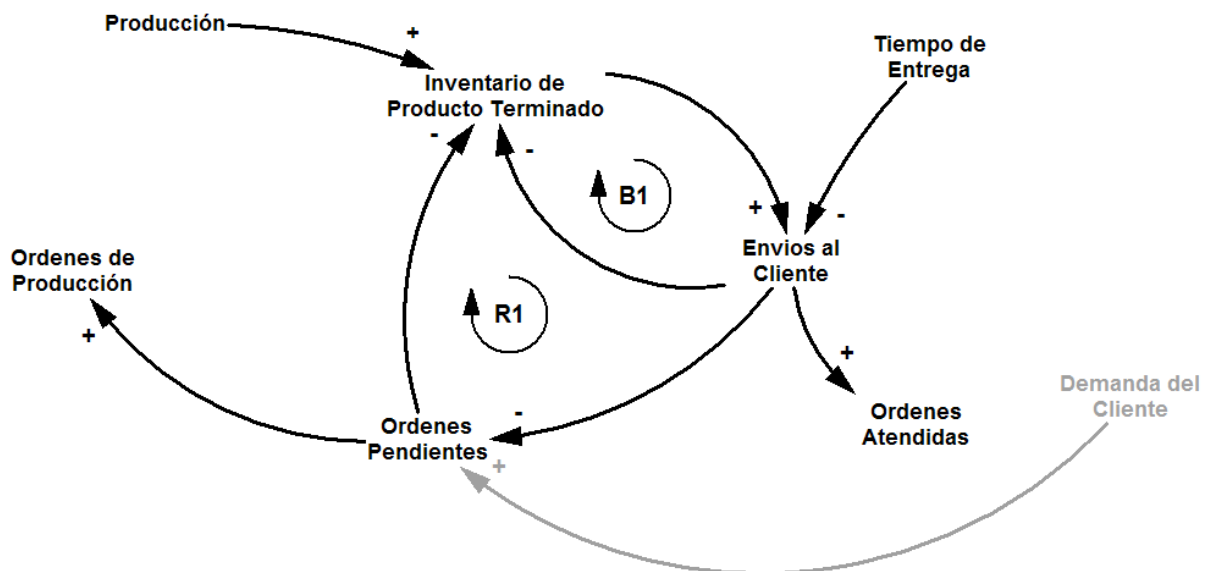 Producción
+
Inventario de
Producto Terminado
Tiempo de
Entrega
-
-
B1
+
-
Envios al
Cliente
Ordenes de
Producción
R1
+
+
Demanda del
Cliente
-
Ordenes
Pendientes
Ordenes
Atendidas
+